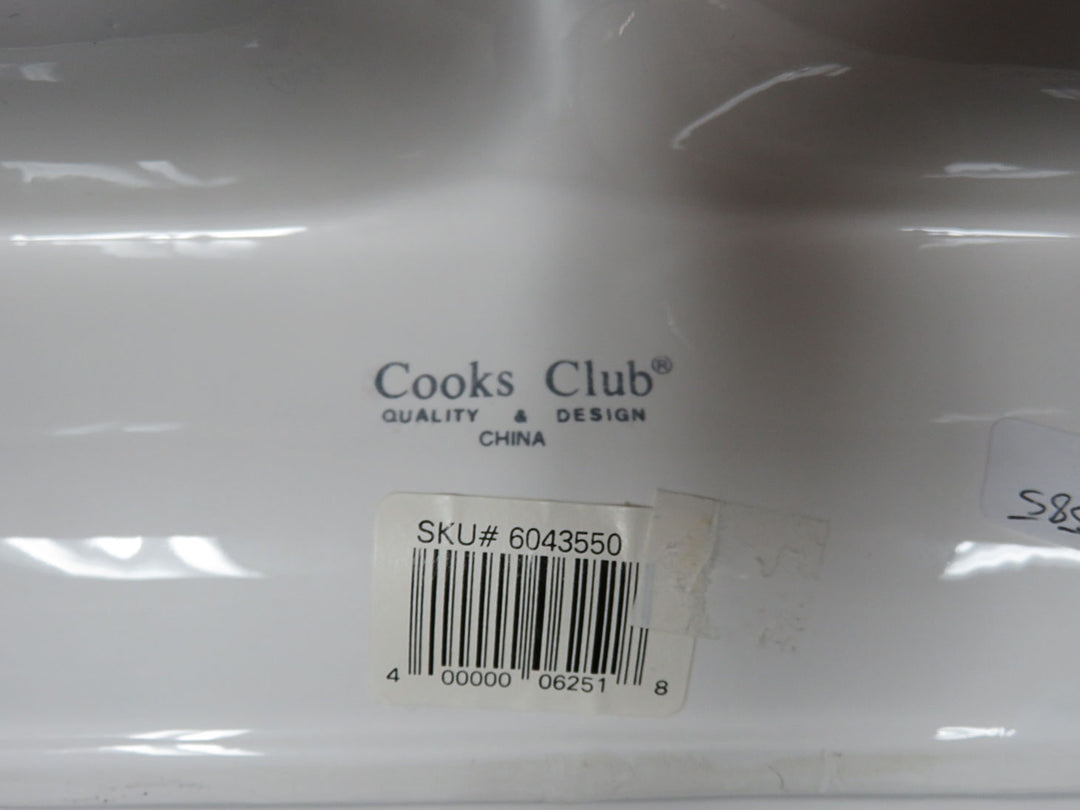 Cooks Club®
QUALITY & DESIGN
CHINA
SKU# 6043550
4 00000 06251 8